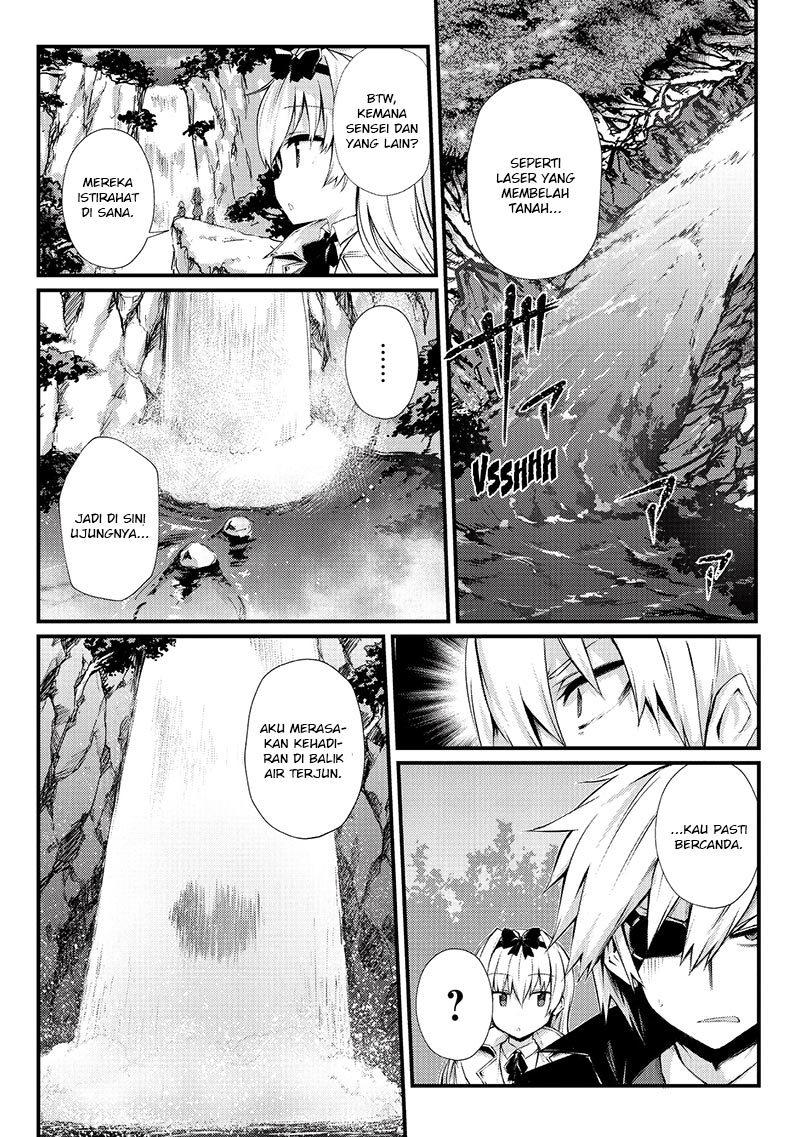 SEPERTI
LASER YANG
MEMBELAH
TANAH...
VSSHHH
BTW,
KEMANA
SENSEI DAN
YANG LAIN?
MEREKA
ISTIRAHAT
DI SANA.
......
JADI DI SINI
UJUNGNYA...
AKU MERASA-
KAN KEHADI-
RAN DI BALIK
AIR TERJUN.
...KAU PASTI
BERCANDA.
?